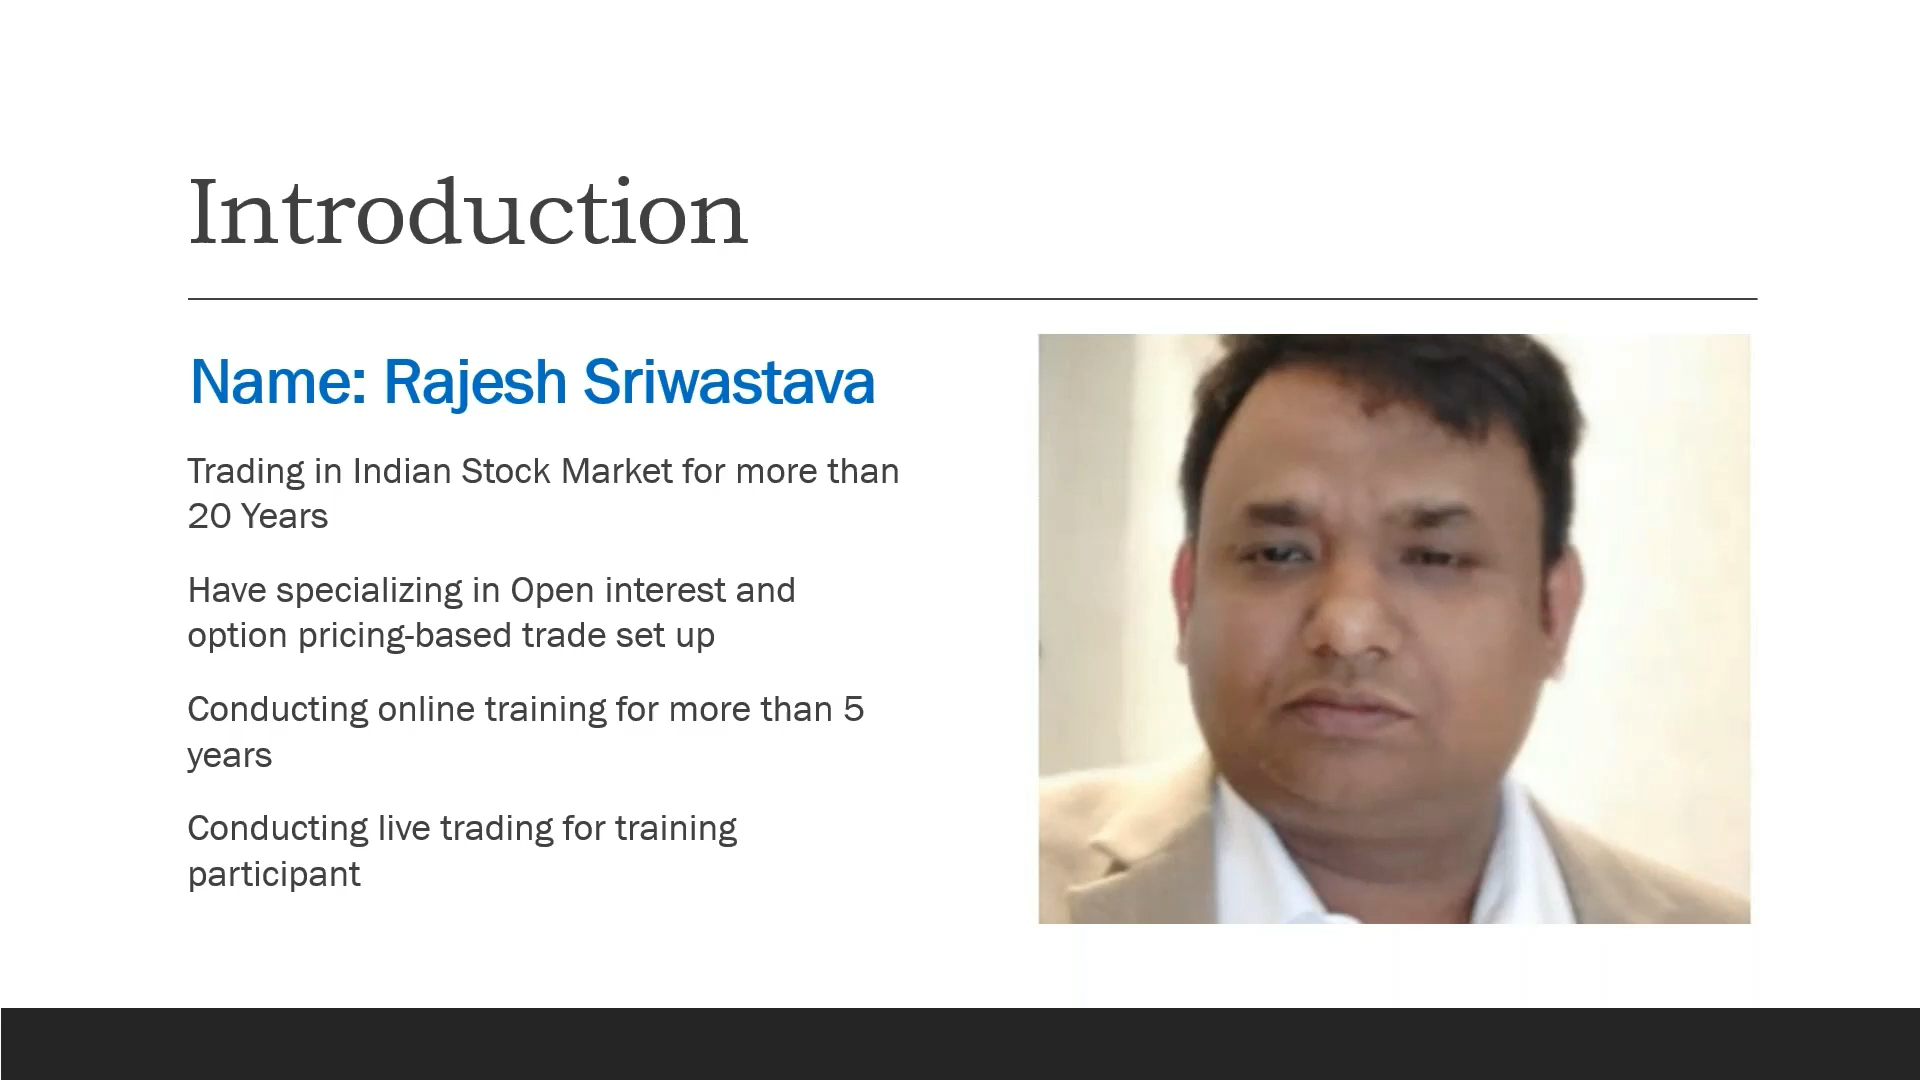 Introduction
Name: Rajesh Sriwastava
Trading in Indian Stock Market for more than
20 Years
Have specializing in Open interest and
option pricing-based trade set up
Conducting online training for more than 5
years
Conducting live trading for training
participant